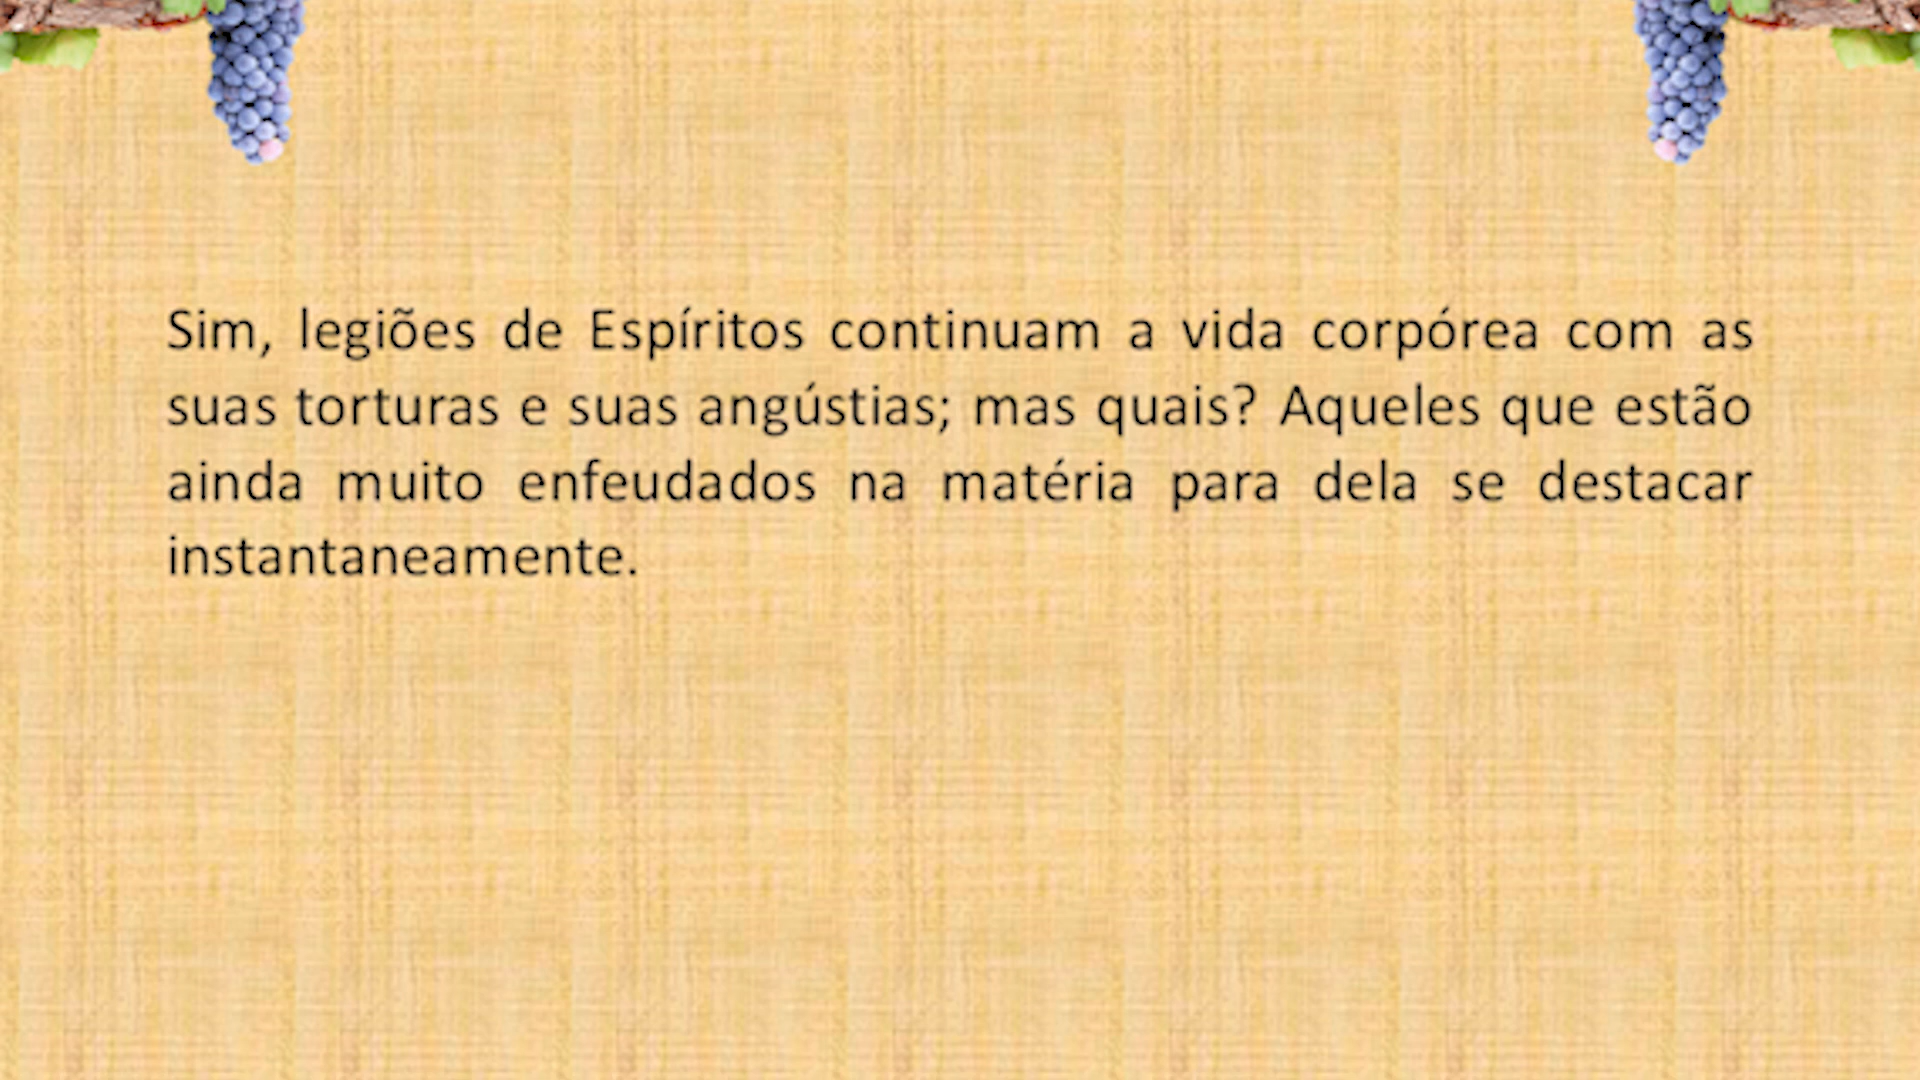 Sim, legiões de Espíritos continuam a vida corpórea com as
suas torturas e suas angústias; mas quais? Aqueles que estão
ainda muito enfeudados na matéria para dela se destacar
instantaneamente.